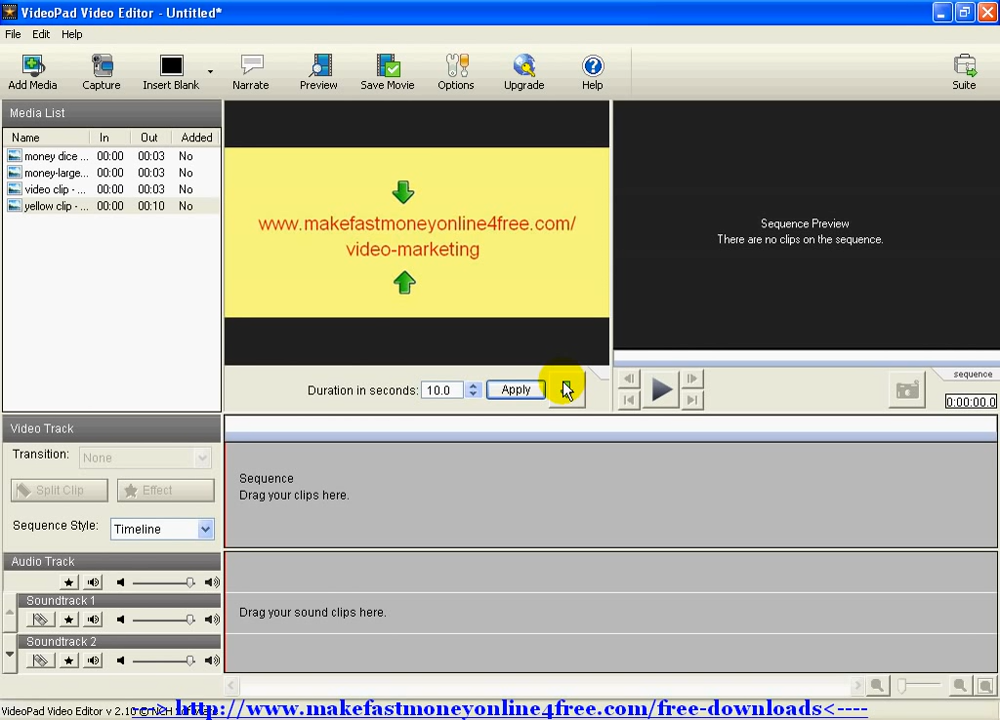 VideoPad Video Editor - Untitled*
File Edit Help
Add Media Capture Insert Blank Narrate Preview Save Movie Options Upgrade Help Suite
Media List
Name In Out Added
money dice ... 00:00 00:03 No
money-large... 00:00 00:03 No
video clip - ... 00:00 00:03 No
yellow clip - ... 00:00 00:10 No
www.makefastmoneyonline4free.com/
video-marketing
Sequence Preview
There are no clips on the sequence.
Duration in seconds: 10.0 Apply
sequence
0:00:00.0
Video Track
Transition: None
Split Clip Effect
Sequence Style: Timeline
Sequence
Drag your clips here.
Audio Track
Soundtrack 1
Drag your sound clips here.
Soundtrack 2
VideoPad Video Editor v 2.10 © NCH Software
---> http://www.makefastmoneyonline4free.com/free-downloads<----